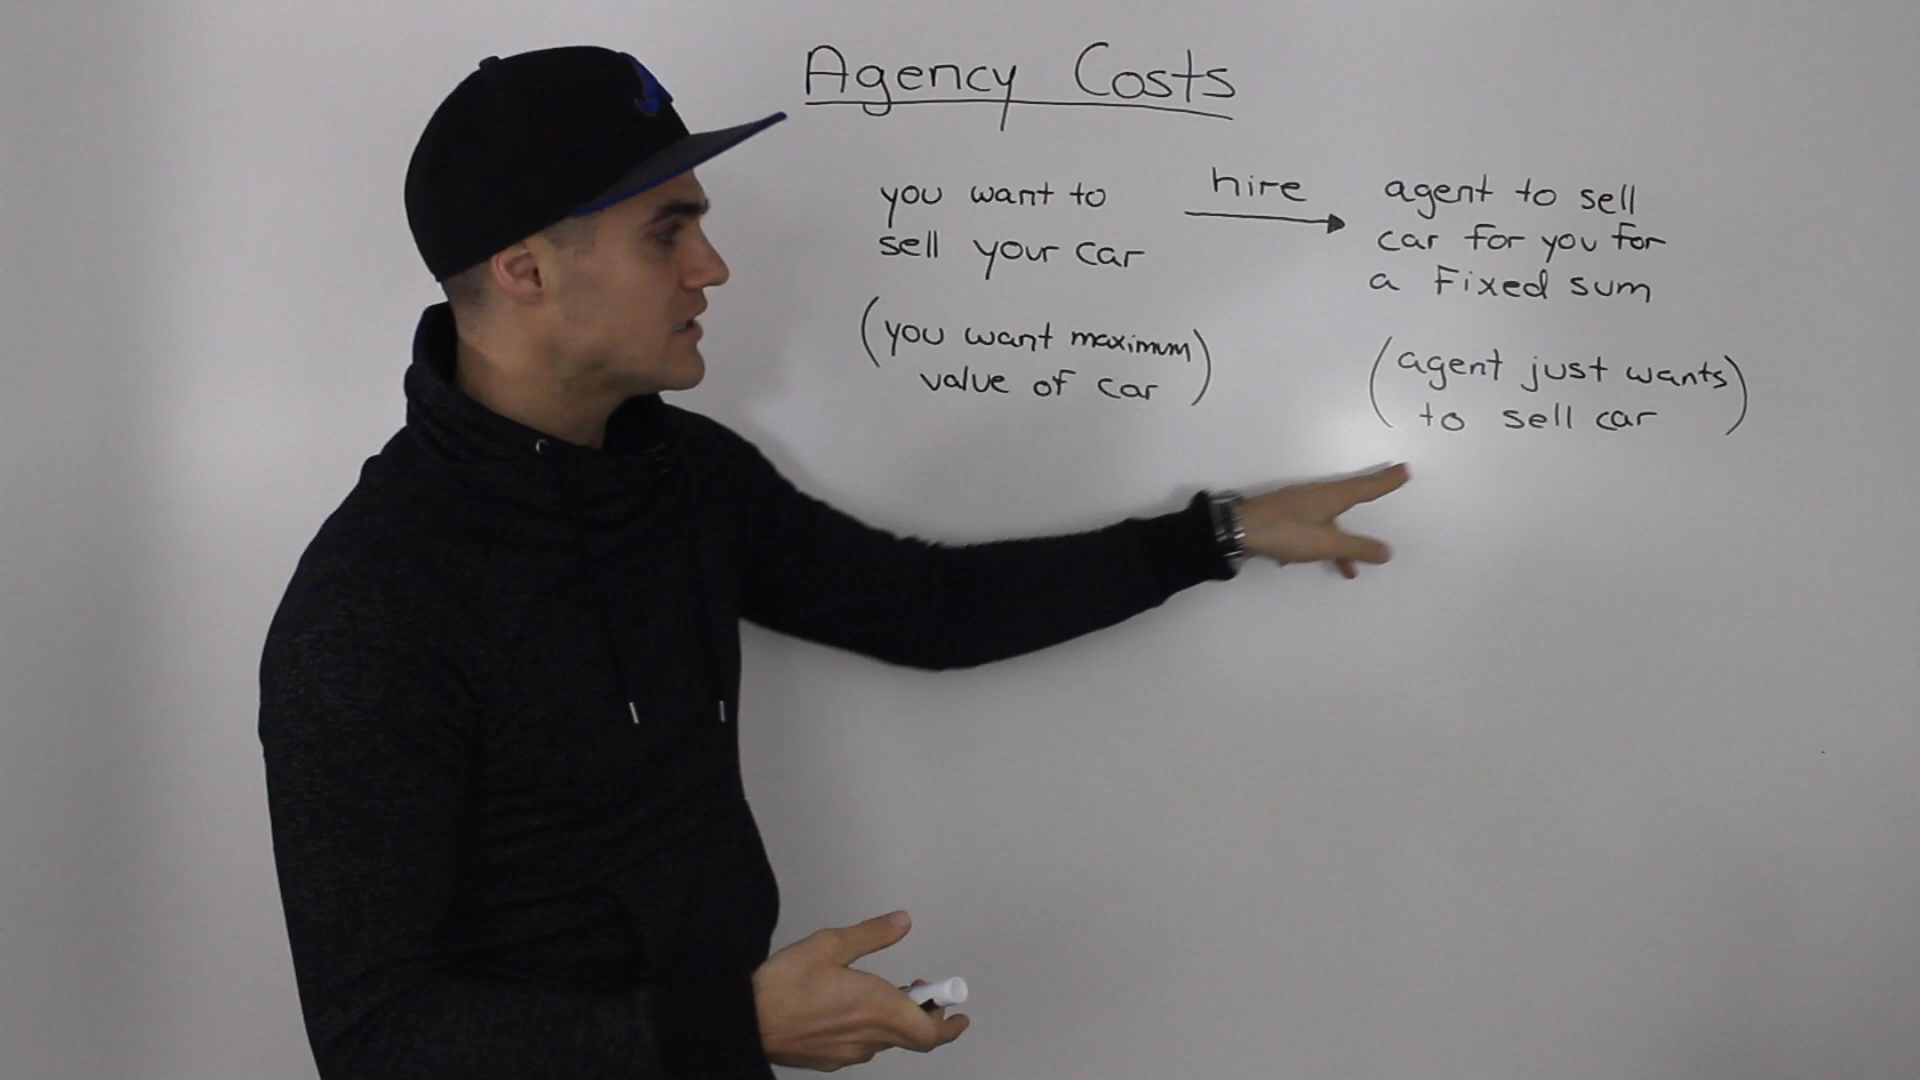 Agency Costs
you want to
sell your car
(you want maximum)
value of car
hire
agent to sell
car for you for
a fixed sum
(agent just wants)
to sell car